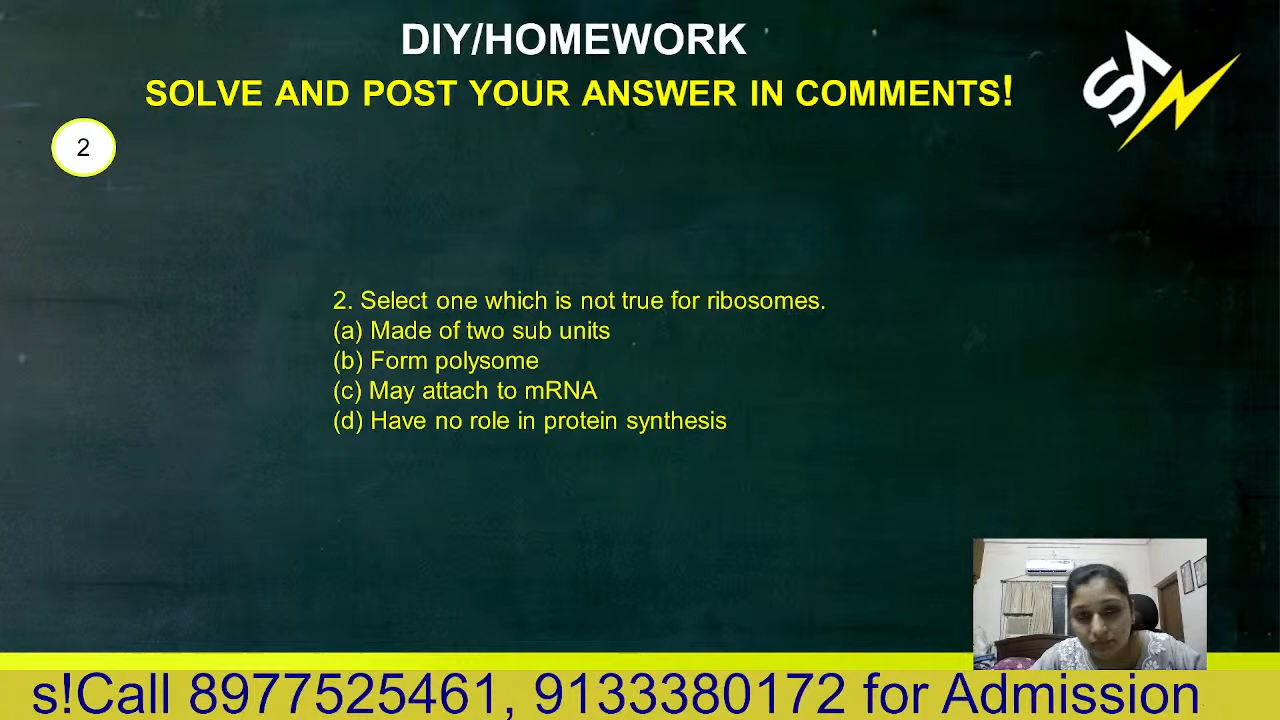 DIY/HOMEWORK
SOLVE AND POST YOUR ANSWER IN COMMENTS!
SAN
2
2. Select one which is not true for ribosomes.
(a) Made of two sub units
(b) Form polysome
(c) May attach to mRNA
(d) Have no role in protein synthesis
s!Call 8977525461, 9133380172 for Admission